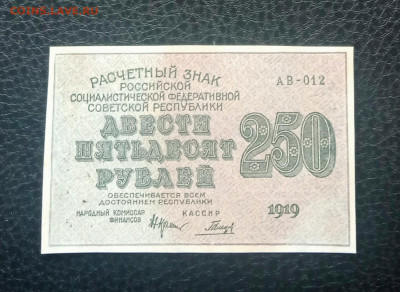 РАСЧЕТНЫЙ ЗНАК
РОССИЙСКОЙ
СОЦИАЛИСТИЧЕСКОЙ ФЕДЕРАТИВНОЙ
СОВЕТСКОЙ РЕСПУБЛИКИ
АВ-012
ДВЕСТИ
ПЯТЬДЕСЯТ
РУБЛЕЙ
250
ОБЕСПЕЧИВАЕТСЯ ВСЕМ
ДОСТОЯНИЕМ РЕСПУБЛИКИ
НАРОДНЫЙ КОМИССАР
ФИНАНСОВ
КАССИР
1919